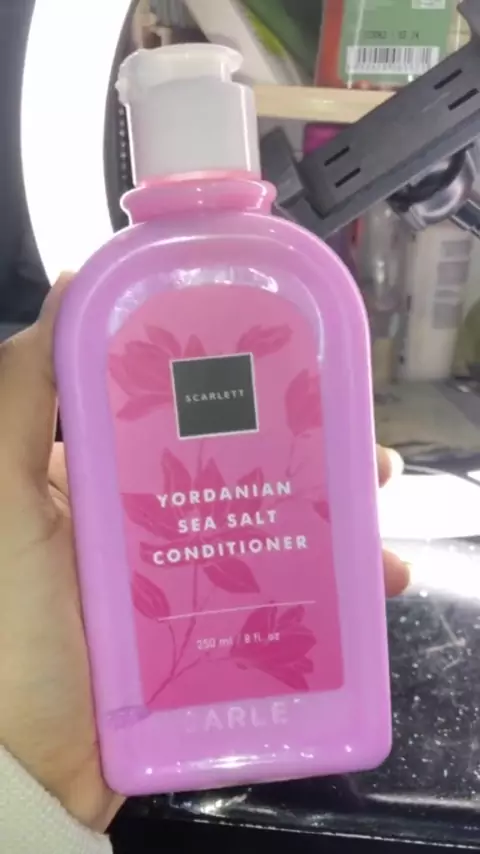 SCARLETT
YORDANIAN
SEA SALT
CONDITIONER
250 ml / 8 fl. oz